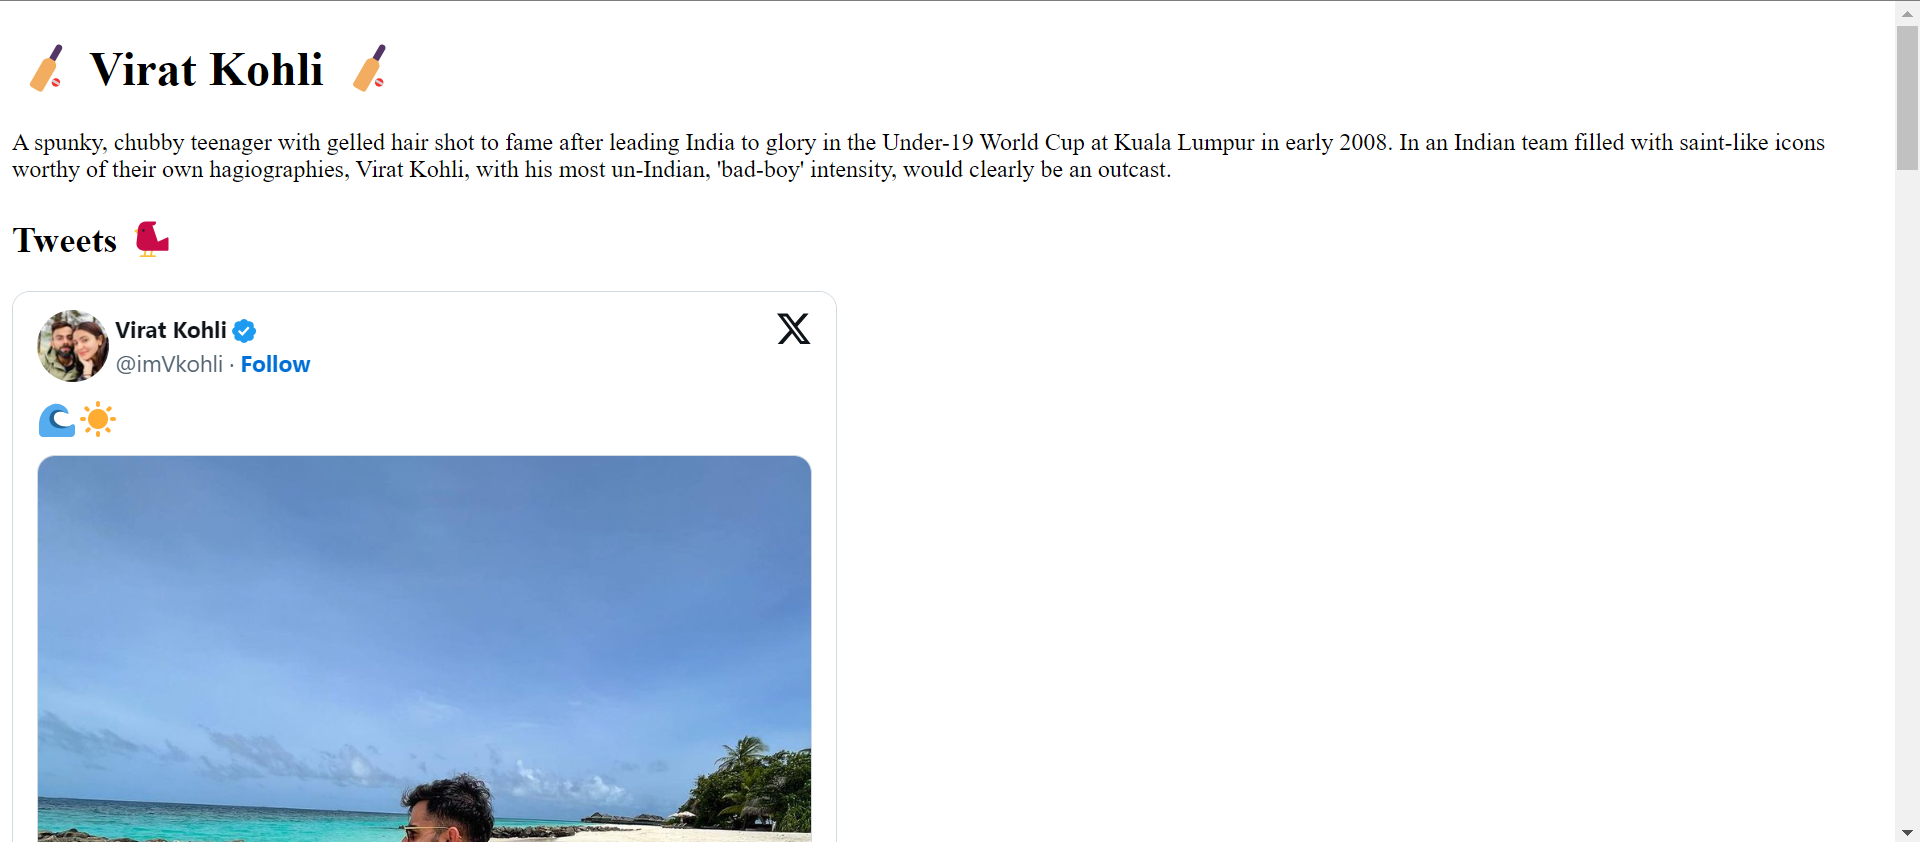 Virat Kohli
A spunky, chubby teenager with gelled hair shot to fame after leading India to glory in the Under-19 World Cup at Kuala Lumpur in early 2008. In an Indian team filled with saint-like icons
worthy of their own hagiographies, Virat Kohli, with his most un-Indian, 'bad-boy' intensity, would clearly be an outcast.
Tweets
Virat Kohli
@imVkohli · Follow